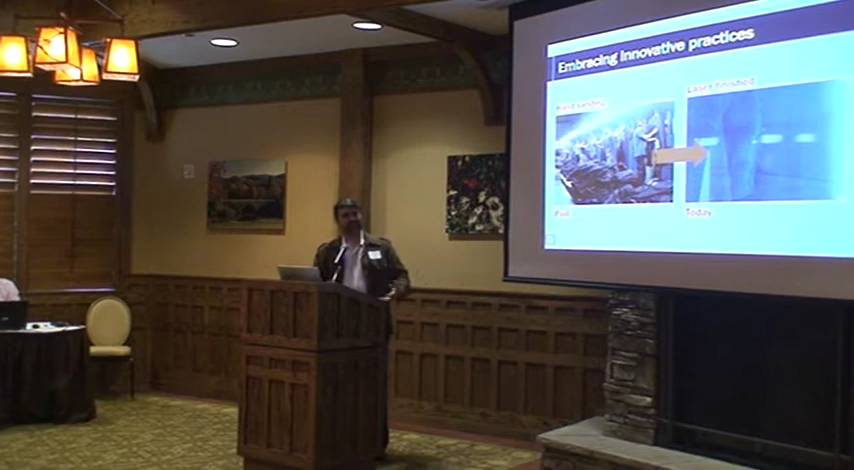 Embracing innovative practices
Hand sanding
Laser finished
Past
Today